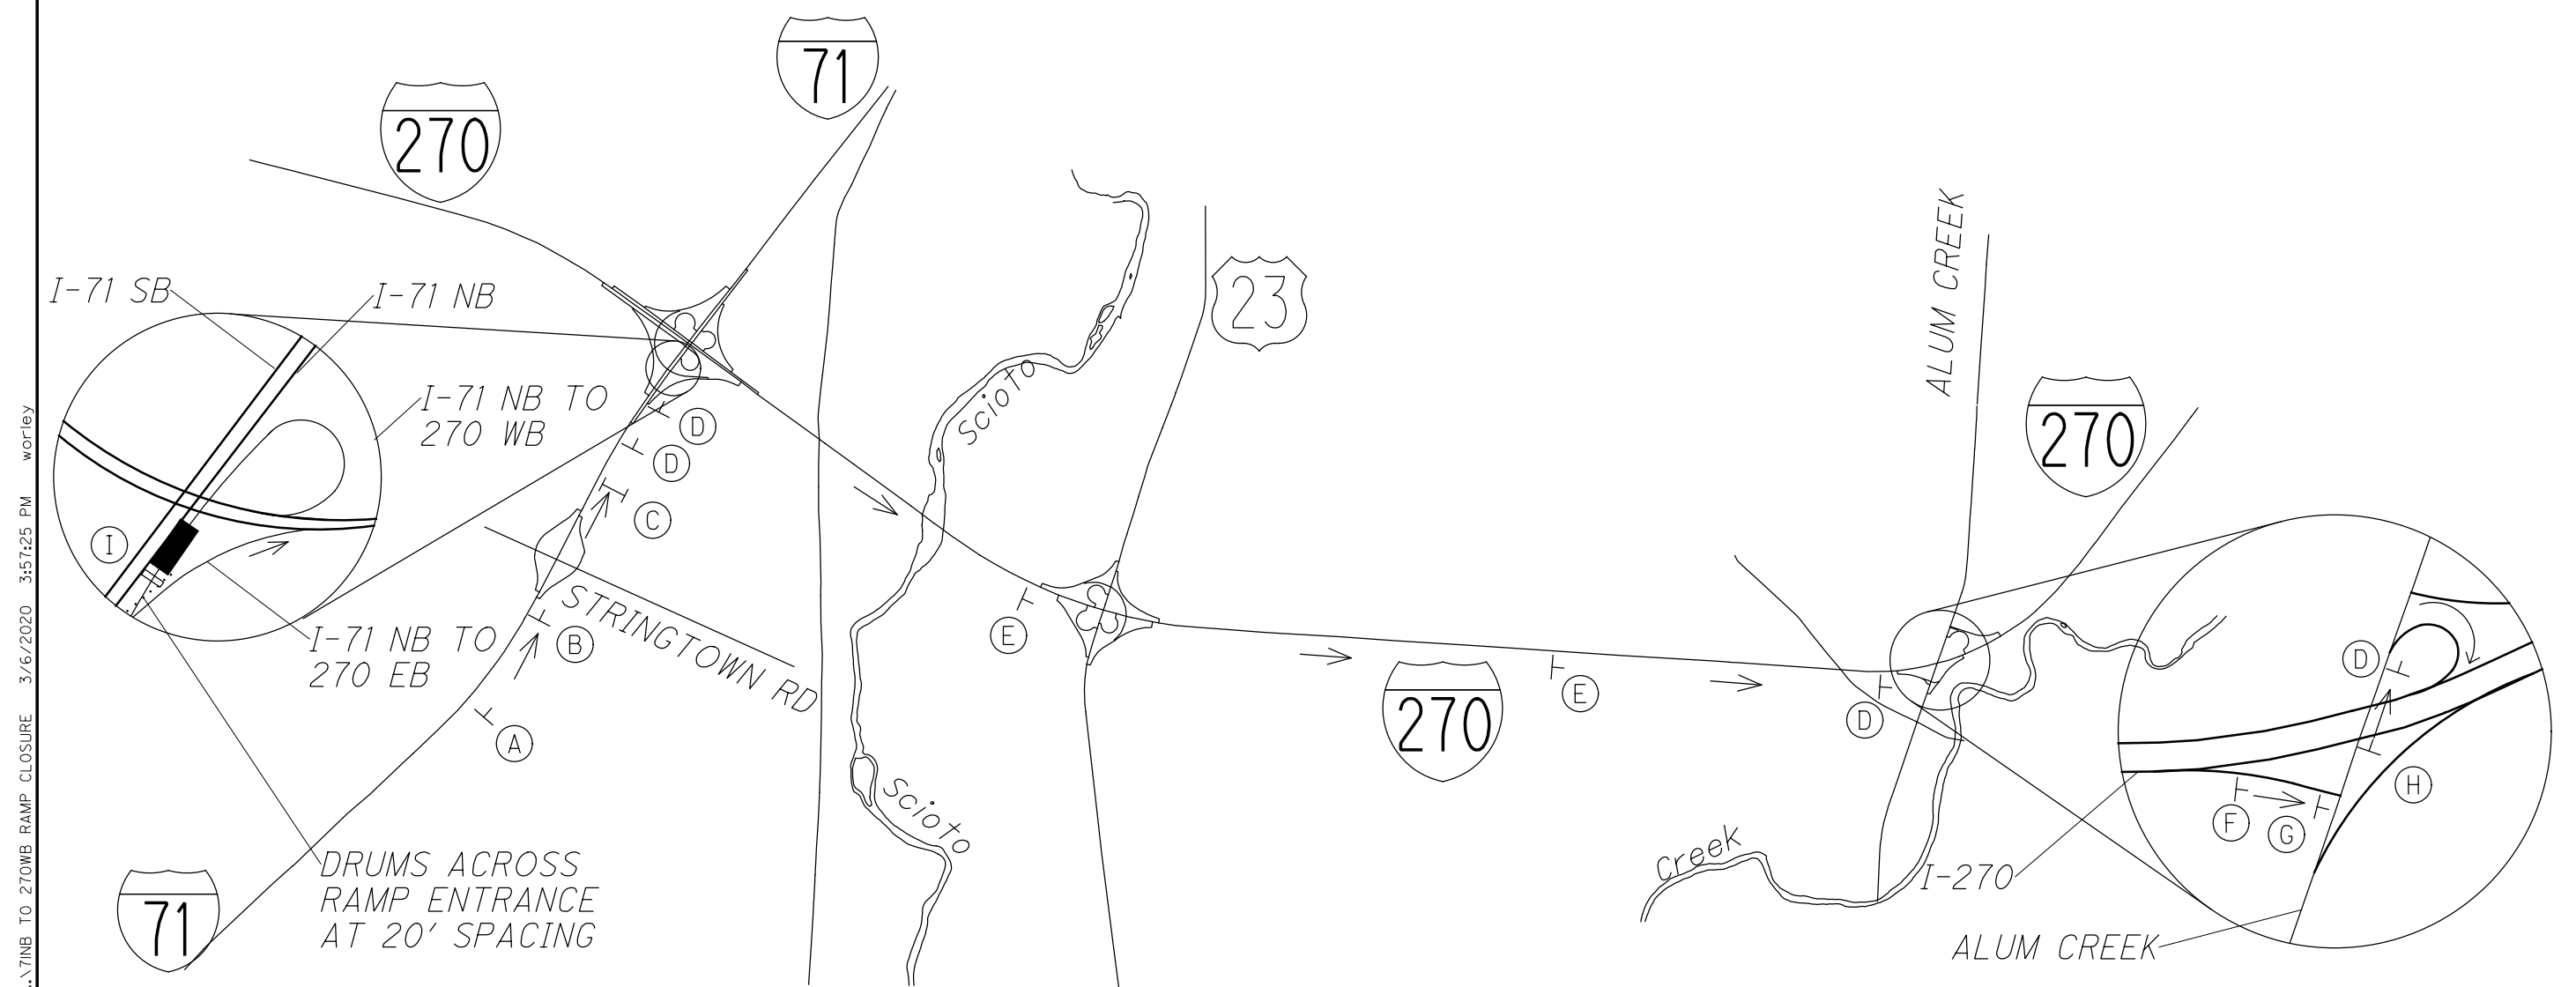 71
270
I-71 SB
I-71 NB
I-71 NB TO
270 WB
D
D
C
I
B
STRINGTOWN RD
I-71 NB TO
270 EB
A
DRUMS ACROSS
RAMP ENTRANCE
AT 20' SPACING
71
Scioto
Scioto
23
E
E
270
ALUM CREEK
270
D
D
F
G
H
Creek
I-270
ALUM CREEK
..\71NB TO 270WB RAMP CLOSURE 3/6/2020 3:57:25 PM worley